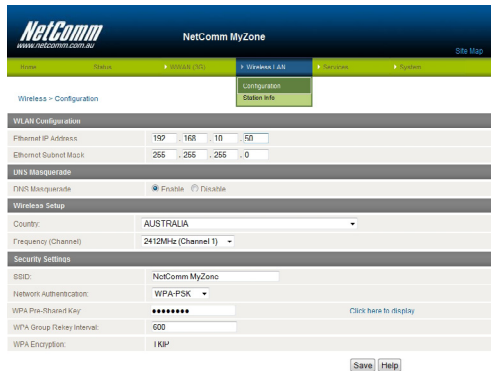 NetComm
www.netcomm.com.au
NetComm MyZone
Site Map
Home Status WWAN (3G) Wireless LAN Services System
Configuration
Station Info
Wireless > Configuration
WLAN Configuration
Ethernet IP Address 192 . 168 . 10 . 50
Ethernet Subnet Mask 255 . 255 . 255 . 0
DNS Masquerade
DNS Masquerade Enable Disable
Wireless Setup
Country: AUSTRALIA
Frequency (Channel) 2412MHz (Channel 1)
Security Settings
SSID: NetComm MyZone
Network Authentication: WPA-PSK
WPA Pre-Shared Key: ●●●●●●●● Click here to display
WPA Group Rekey Interval: 600
WPA Encryption: TKIP
Save Help